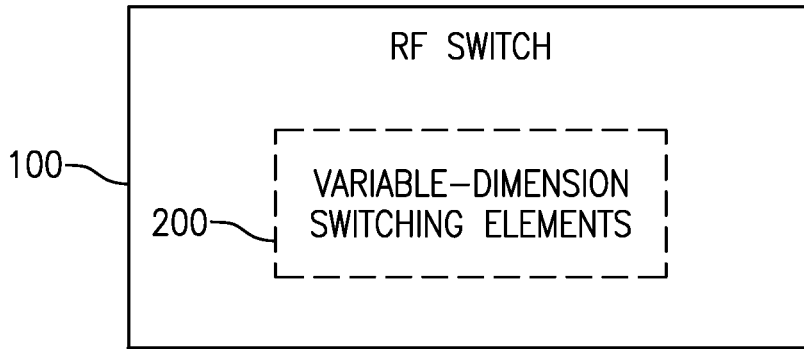 RF SWITCH
100
VARIABLE-DIMENSION
SWITCHING ELEMENTS
200